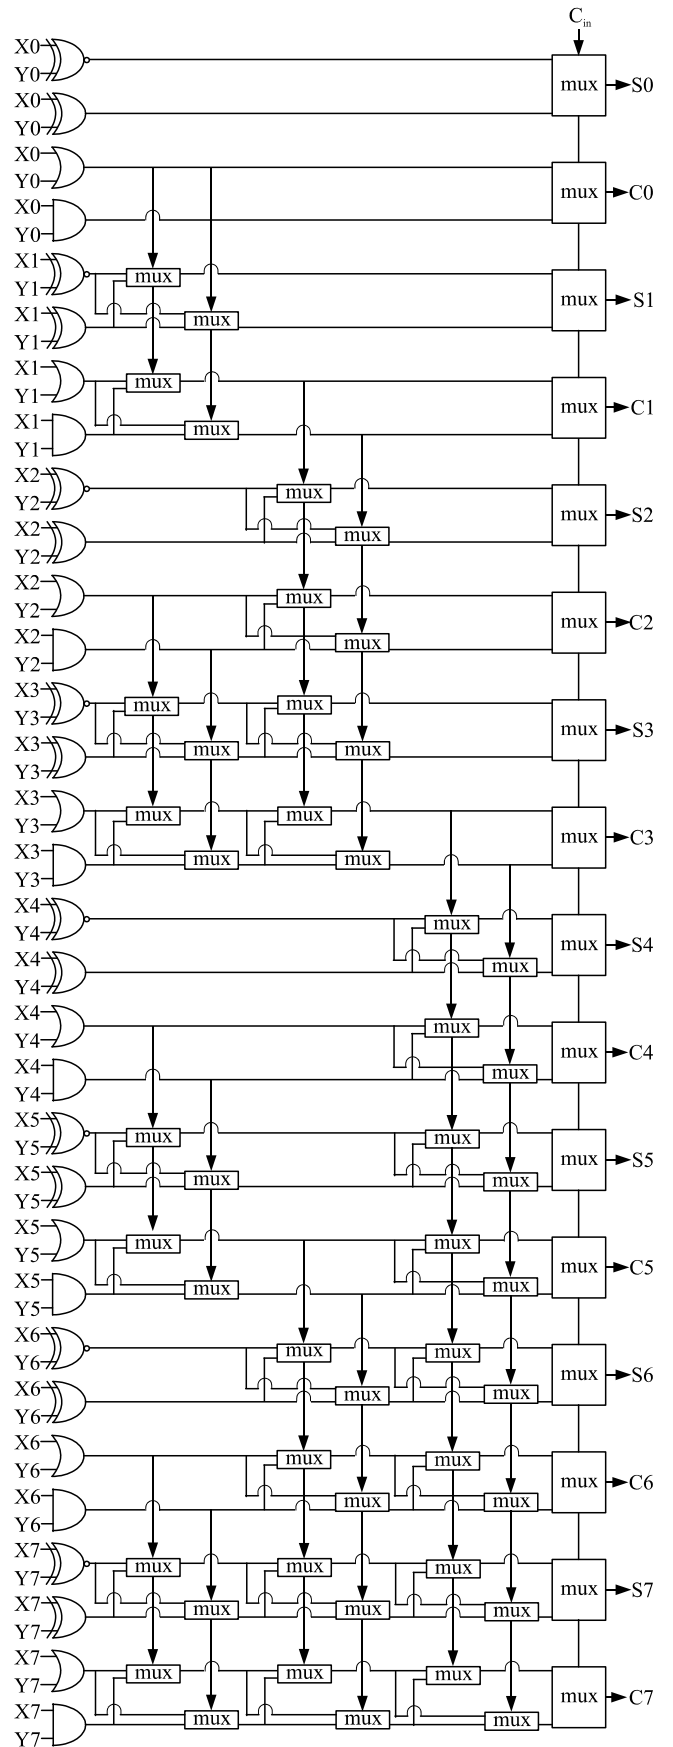 C_in
X0
Y0
mux S0
X0
Y0
X0
Y0
mux C0
X0
Y0
X1
mux
Y1
mux S1
X1
mux
Y1
X1
mux
Y1
mux C1
X1
mux
Y1
X2
mux
Y2
mux S2
X2
mux
Y2
X2
mux
Y2
mux C2
X2
mux
Y2
X3
mux mux
Y3
mux S3
X3
mux mux
Y3
X3
mux mux
Y3
mux C3
X3
mux mux
Y3
X4
mux
Y4
mux S4
X4
mux
Y4
X4
mux
Y4
mux C4
X4
mux
Y4
X5
mux mux
Y5
mux S5
X5
mux mux
Y5
X5
mux mux
Y5
mux C5
X5
mux mux
Y5
X6
mux mux
Y6
mux S6
X6
mux mux
Y6
X6
mux mux
Y6
mux C6
X6
mux mux
Y6
X7
mux mux mux
Y7
mux S7
X7
mux mux mux
Y7
X7
mux mux mux
Y7
mux C7
X7
mux mux mux
Y7